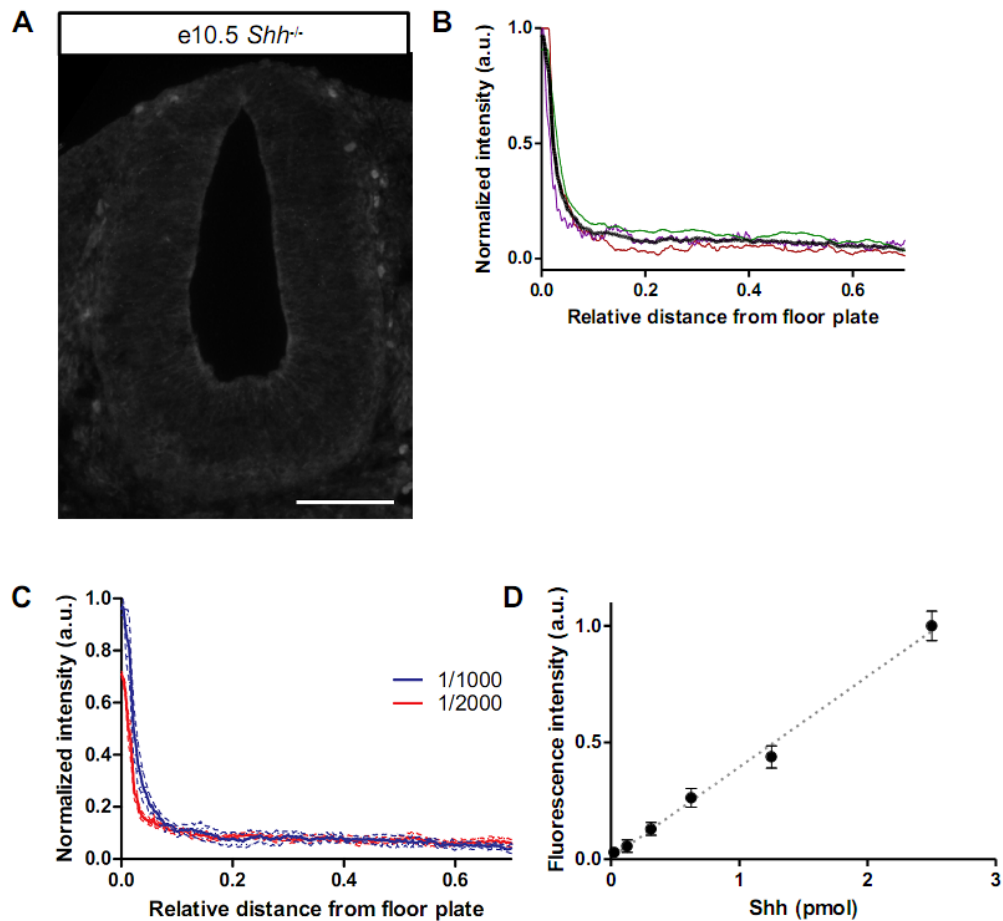 A
e10.5 Shh-/-
B
Normalized intensity (a.u.)
1.0
0.5
0.0
0.0 0.2 0.4 0.6
Relative distance from floor plate
C
Normalized intensity (a.u.)
1.0
0.8
0.6
0.4
0.2
0.0
0.0 0.2 0.4 0.6
Relative distance from floor plate
1/1000
1/2000
D
Fluorescence intensity (a.u.)
1.0
0.5
0.0
0 1 2 3
Shh (pmol)